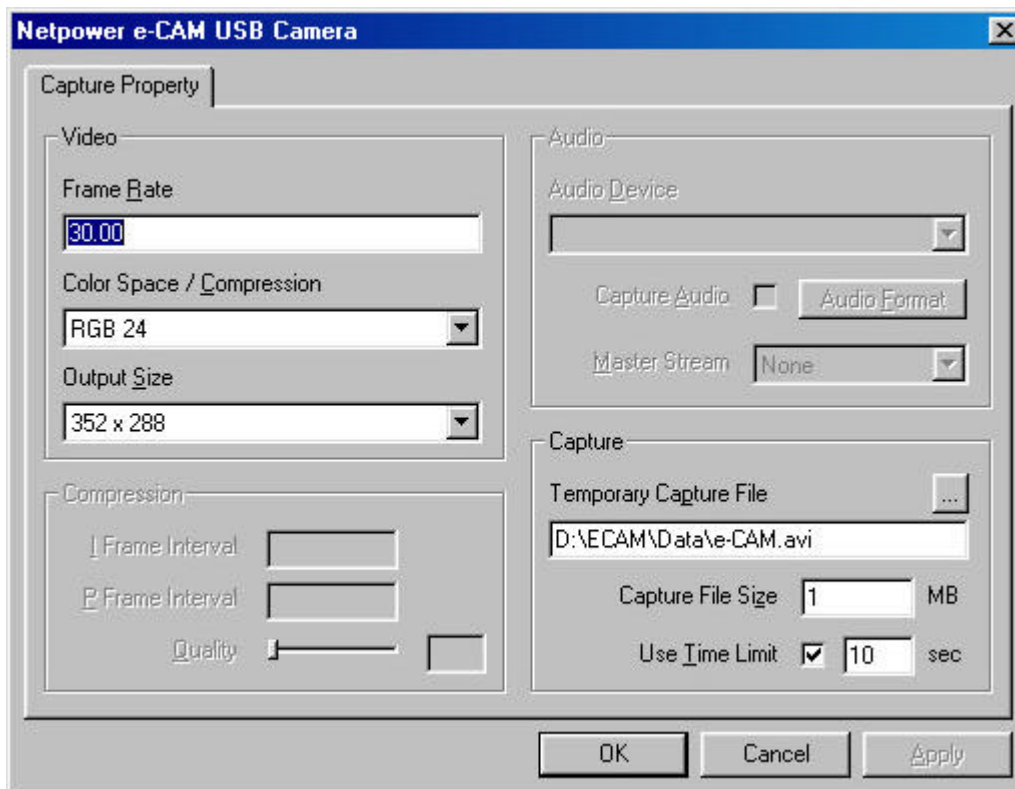 Netpower e-CAM USB Camera
Capture Property
Video
Frame Rate
30.00
Color Space / Compression
RGB 24
Output Size
352 x 288
Compression
I Frame Interval
P Frame Interval
Quality
Audio
Audio Device
Capture Audio
Audio Format
Master Stream
None
Capture
Temporary Capture File
...
D:\ECAM\Data\e-CAM.avi
Capture File Size
1
MB
Use Time Limit
10
sec
OK
Cancel
Apply